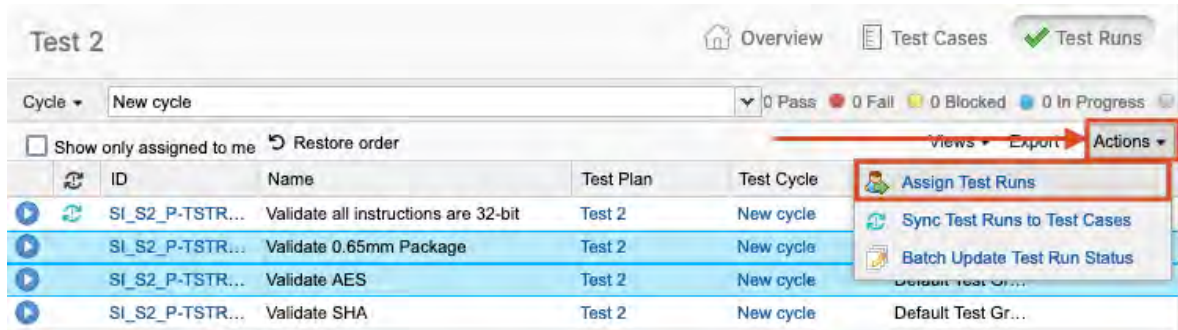 Test 2 Overview Test Cases Test Runs
Cycle New cycle 0 Pass 0 Fail 0 Blocked 0 In Progress
Show only assigned to me Restore order Views Export Actions
ID Name Test Plan Test Cycle
Assign Test Runs
SI_S2_P-TSTR... Validate all instructions are 32-bit Test 2 New cycle
Sync Test Runs to Test Cases
SI_S2_P-TSTR... Validate 0.65mm Package Test 2 New cycle
Batch Update Test Run Status
SI_S2_P-TSTR... Validate AES Test 2 New cycle Default Test Gr...
SI_S2_P-TSTR... Validate SHA Test 2 New cycle Default Test Gr...